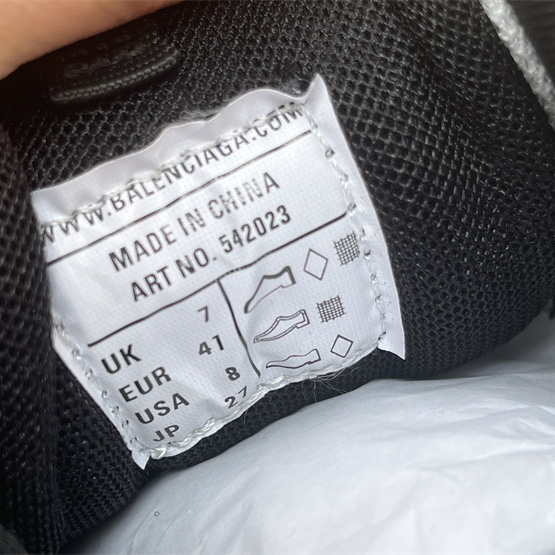 WWW.BALENCIAGA.COM
MADE IN CHINA
ART NO. 542023
UK 7
EUR 41
USA 8
JP 27